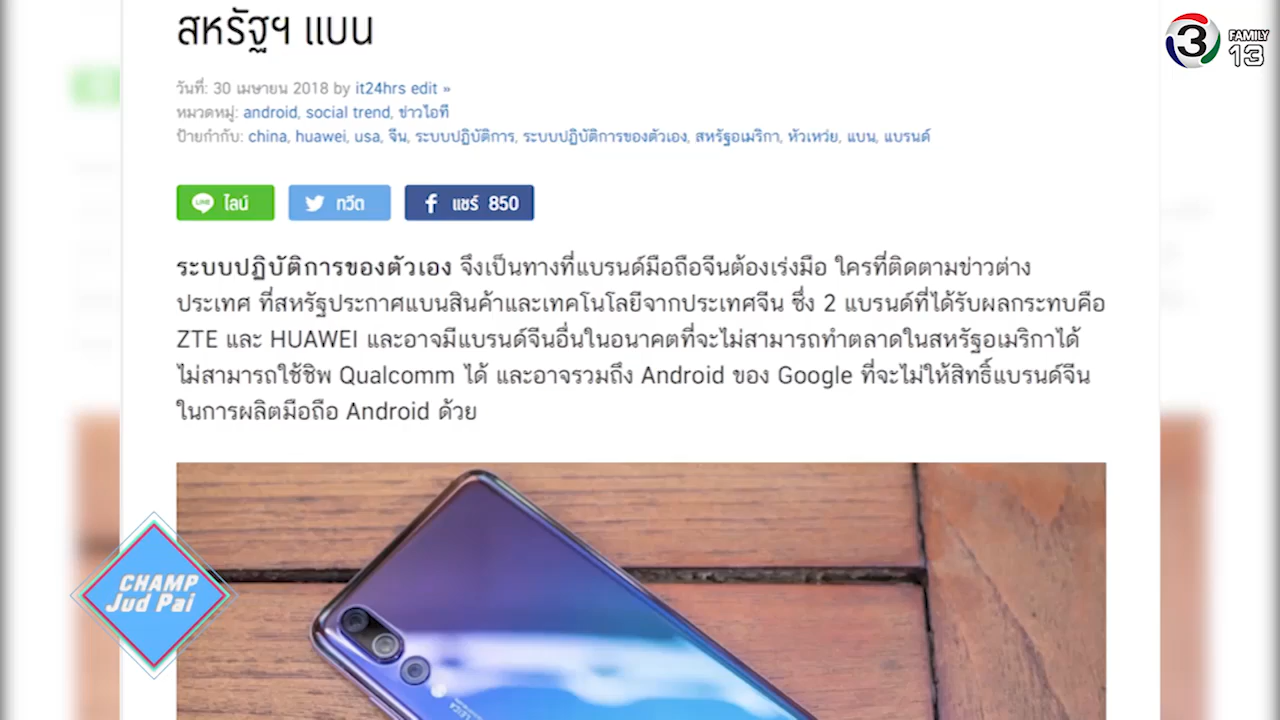 สหรัฐฯ แบน
3 FAMILY
13
วันที่: 30 เมษายน 2018 by it24hrs edit »
หมวดหมู่: android, social trend, ข่าวไอที
ป้ายกำกับ: china, huawei, usa, จีน, ระบบปฏิบัติการ, ระบบปฏิบัติการของตัวเอง, สหรัฐอเมริกา, หัวเหว่ย, แบน, แบรนด์
LINE ไลน์ ทวีต แชร์ 850
ระบบปฏิบัติการของตัวเอง จึงเป็นทางที่แบรนด์มือถือจีนต้องเร่งมือ ใครที่ติดตามข่าวต่าง
ประเทศ ที่สหรัฐประกาศแบนสินค้าและเทคโนโลยีจากประเทศจีน ซึ่ง 2 แบรนด์ที่ได้รับผลกระทบคือ
ZTE และ HUAWEI และอาจมีแบรนด์จีนอื่นในอนาคตที่จะไม่สามารถทำตลาดในสหรัฐอเมริกาได้
ไม่สามารถใช้ชิพ Qualcomm ได้ และอาจรวมถึง Android ของ Google ที่จะไม่ให้สิทธิ์แบรนด์จีน
ในการผลิตมือถือ Android ด้วย
CHAMP
Jud Pai
LEICA